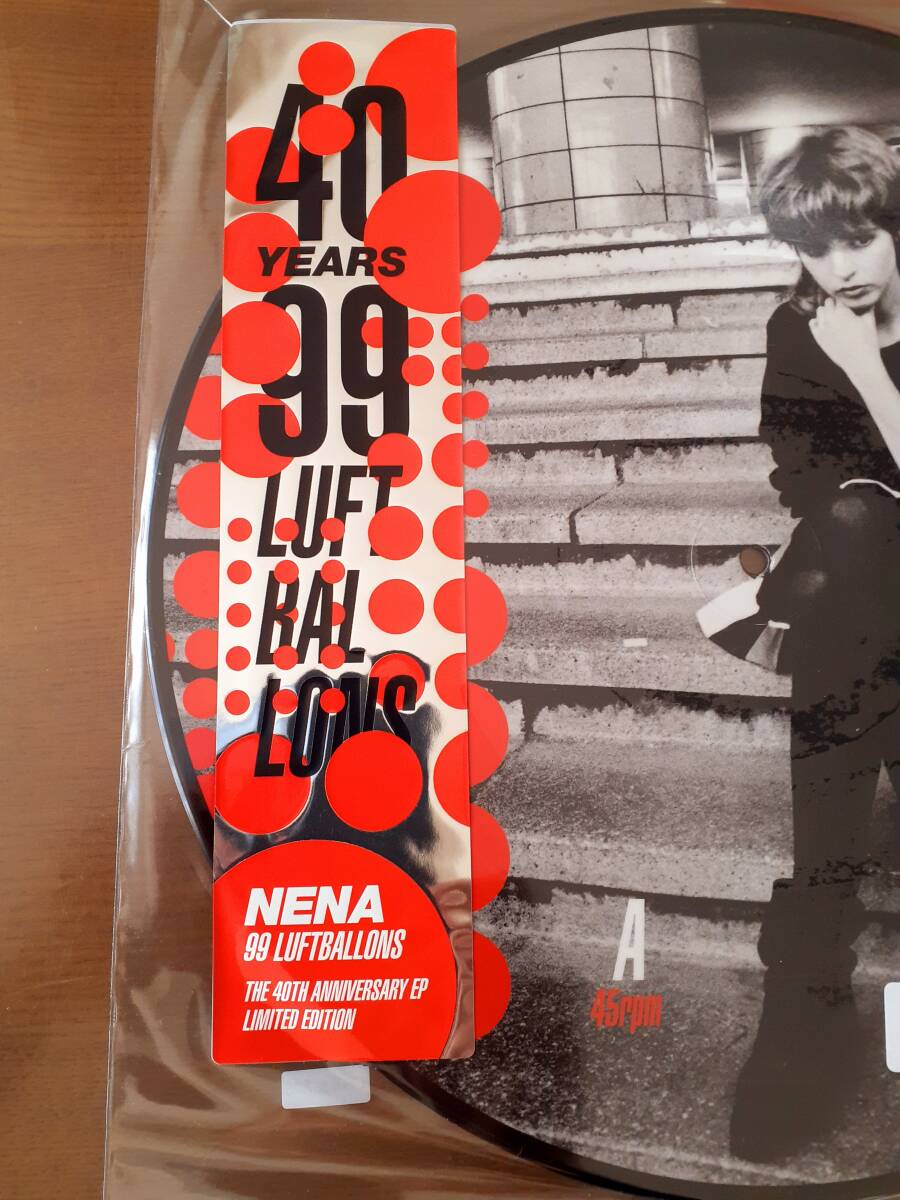 40
YEARS
99
LUFT
BAL
LONS
NENA
99 LUFTBALLONS
THE 40TH ANNIVERSARY EP
LIMITED EDITION
A
45rpm